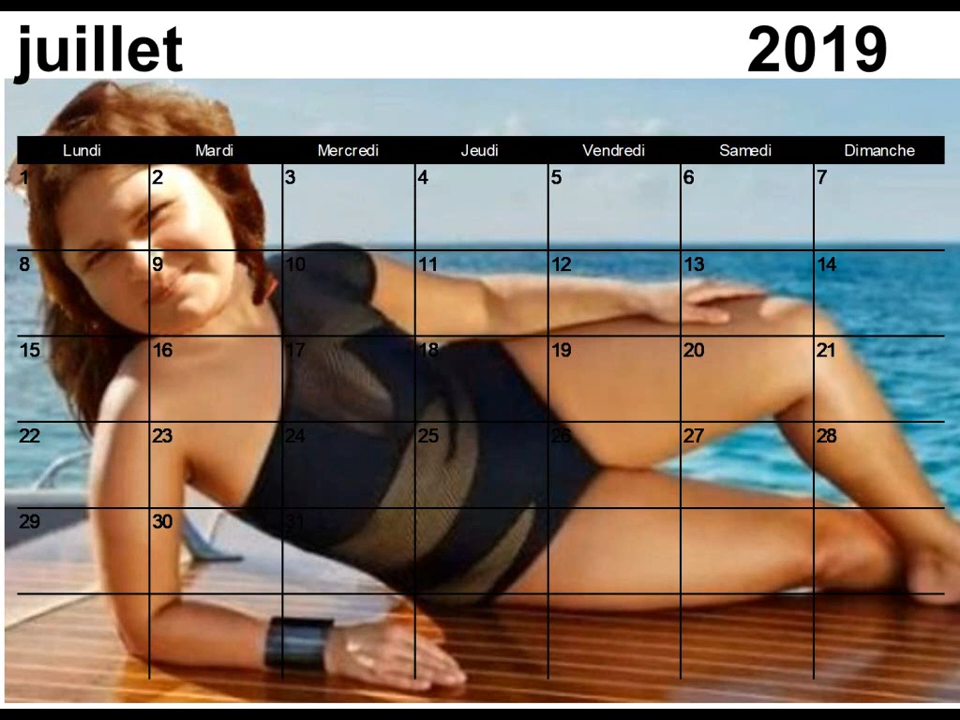 juillet 2019
Lundi Mardi Mercredi Jeudi Vendredi Samedi Dimanche
1 2 3 4 5 6 7
8 9 10 11 12 13 14
15 16 17 18 19 20 21
22 23 24 25 26 27 28
29 30 31